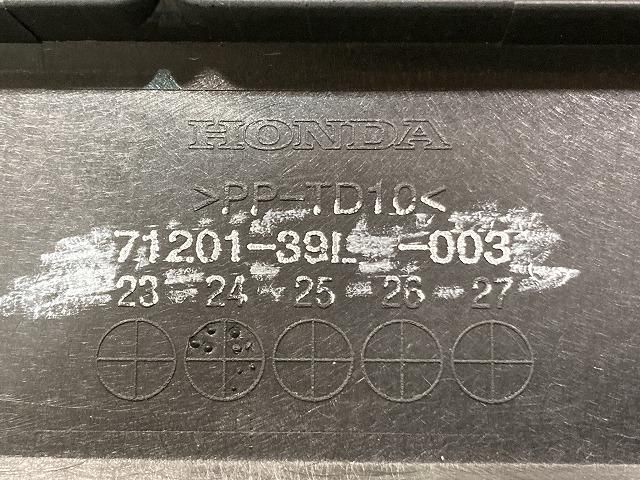 HONDA
>PP-TD10<
71201-39L -003
23 24 25 26 27